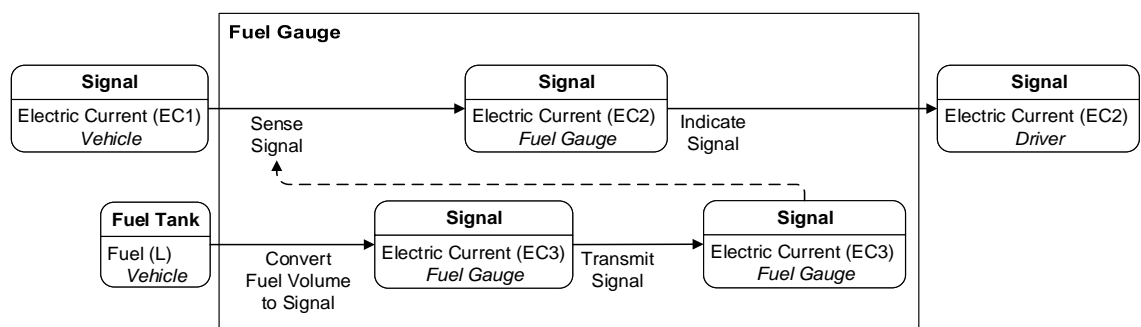 Fuel Gauge
Signal
Electric Current (EC1)
Vehicle
Sense
Signal
Signal
Electric Current (EC2)
Fuel Gauge
Indicate
Signal
Signal
Electric Current (EC2)
Driver
Fuel Tank
Fuel (L)
Vehicle
Convert
Fuel Volume
to Signal
Signal
Electric Current (EC3)
Fuel Gauge
Transmit
Signal
Signal
Electric Current (EC3)
Fuel Gauge